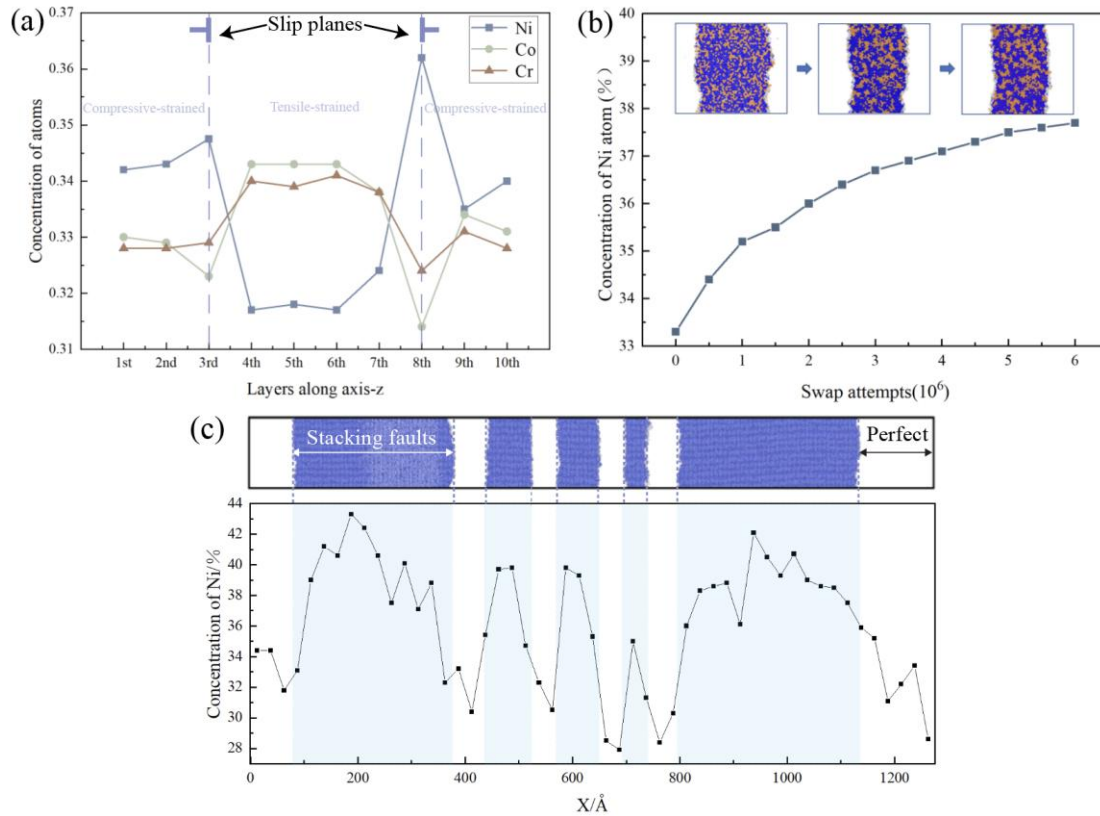 (a)
Slip planes
Ni
Co
Cr
Compressive-strained
Tensile-strained
Compressive-strained
Concentration of atoms
0.37
0.36
0.35
0.34
0.33
0.32
0.31
1st 2nd 3rd 4th 5th 6th 7th 8th 9th 10th
Layers along axis-z
(b)
Concentration of Ni atom (%)
40
39
38
37
36
35
34
33
0 1 2 3 4 5 6
Swap attempts(10⁶)
(c)
Stacking faults
Perfect
Concentration of Ni/%
44
42
40
38
36
34
32
30
28
0 200 400 600 800 1000 1200
X/Å